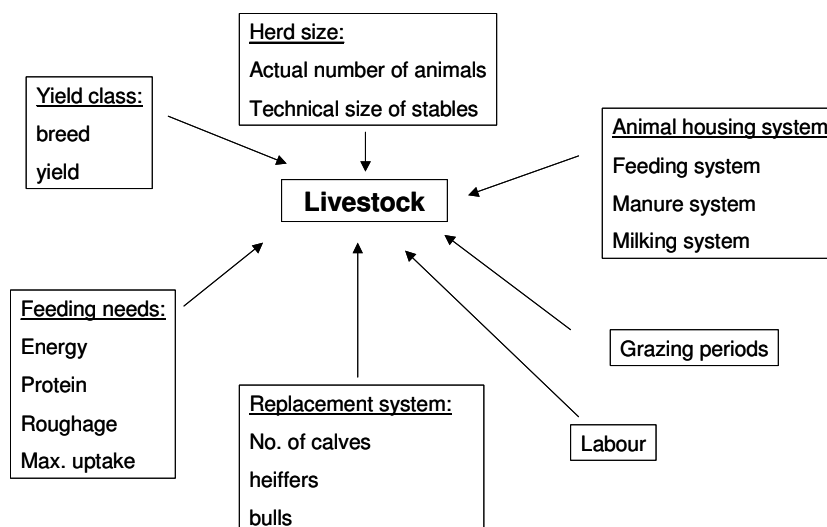 Herd size:
Actual number of animals
Technical size of stables
Yield class:
breed
yield
Animal housing system
Feeding system
Manure system
Milking system
Livestock
Feeding needs:
Energy
Protein
Roughage
Max. uptake
Grazing periods
Replacement system:
No. of calves
heiffers
bulls
Labour